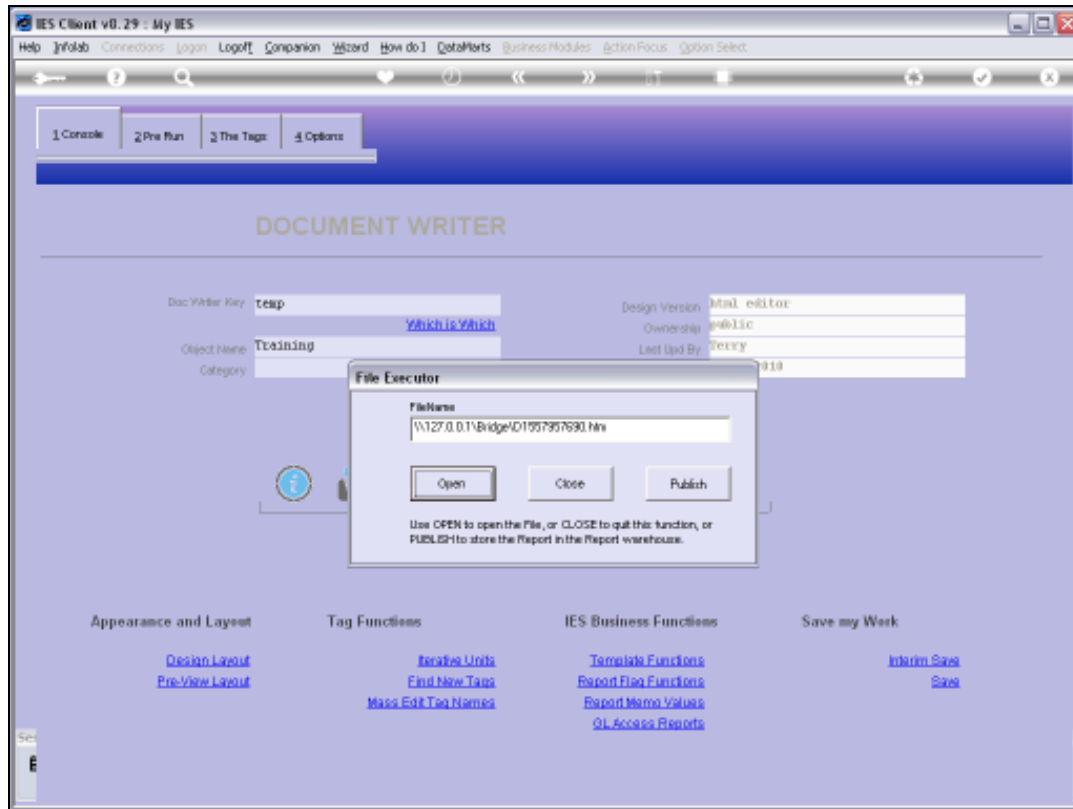 IES Client v8.29 : My IES
Help Infolab Connections Logon Logoff Companion Wizard How do I DataMarts Business Modules Action Focus Option Select
1 Console 2 Pre Run 3 The Tags 4 Options
DOCUMENT WRITER
Doc Writer Key temp Design Version html editor
Which is Which Ownership public
Object Name Training Last Upd By Terry
Category
File Executor
FileName
\\127.0.0.1\Bridge\D1557957690.htm
Open Close Publish
Use OPEN to open the File, or CLOSE to quit this function, or
PUBLISH to store the Report in the Report warehouse.
Appearance and Layout Tag Functions IES Business Functions Save my Work
Design Layout Iterative Units Template Functions Interim Save
Pre-View Layout Find New Tags Report Flag Functions Save
Mass Edit Tag Names Report Memo Values
GL Access Reports